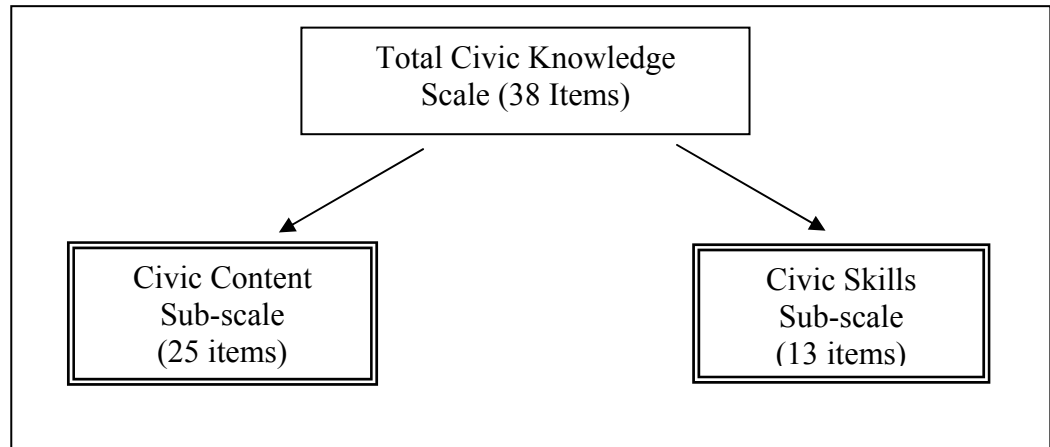 Total Civic Knowledge
Scale (38 Items)
Civic Content
Sub-scale
(25 items)
Civic Skills
Sub-scale
(13 items)